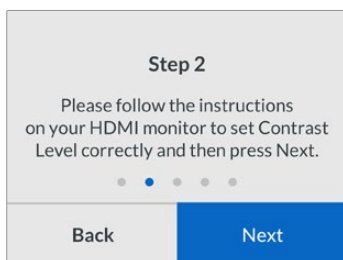 Step 2
Please follow the instructions
on your HDMI monitor to set Contrast
Level correctly and then press Next.
Back
Next